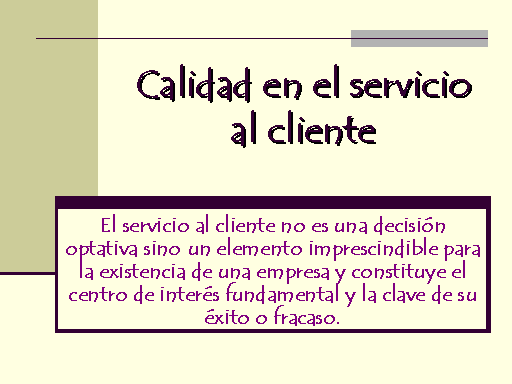 Calidad en el servicio
al cliente
El servicio al cliente no es una decisión
optativa sino un elemento imprescindible para
la existencia de una empresa y constituye el
centro de interés fundamental y la clave de su
éxito o fracaso.